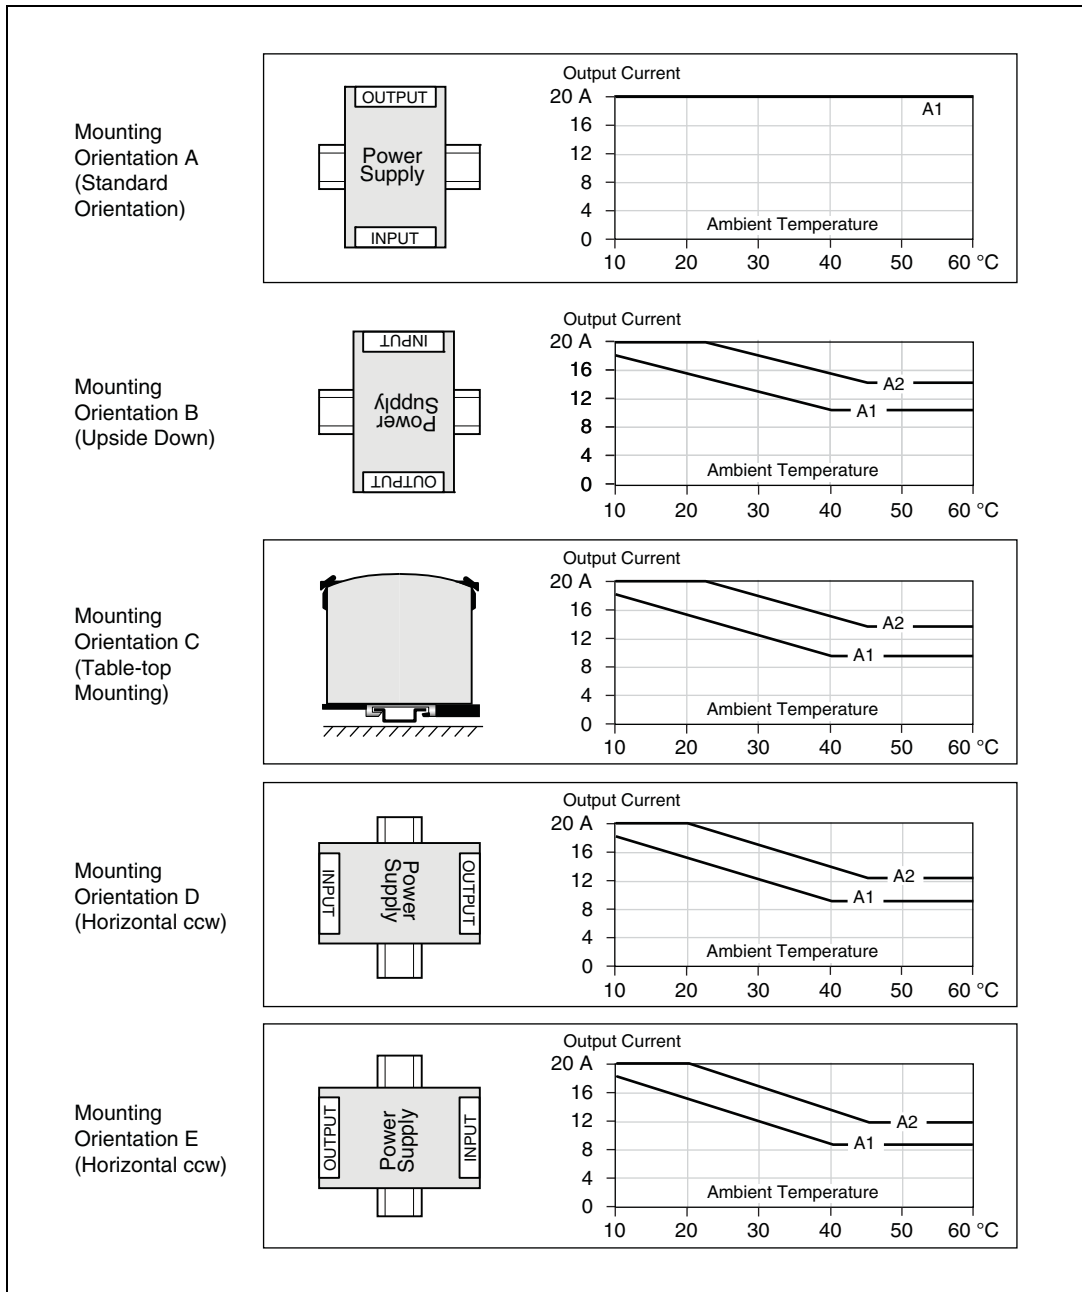 Mounting
Orientation A
(Standard
Orientation)
OUTPUT
Power
Supply
INPUT
Output Current
20 A
16
12
8
4
0
A1
Ambient Temperature
10 20 30 40 50 60 °C
Mounting
Orientation B
(Upside Down)
INPUT
Power
Supply
OUTPUT
Output Current
20 A
16
12
8
4
0
A2
A1
Ambient Temperature
10 20 30 40 50 60 °C
Mounting
Orientation C
(Table-top
Mounting)
Output Current
20 A
16
12
8
4
0
A2
A1
Ambient Temperature
10 20 30 40 50 60 °C
Mounting
Orientation D
(Horizontal ccw)
INPUT
Power
Supply
OUTPUT
Output Current
20 A
16
12
8
4
0
A2
A1
Ambient Temperature
10 20 30 40 50 60 °C
Mounting
Orientation E
(Horizontal ccw)
OUTPUT
Power
Supply
INPUT
Output Current
20 A
16
12
8
4
0
A2
A1
Ambient Temperature
10 20 30 40 50 60 °C